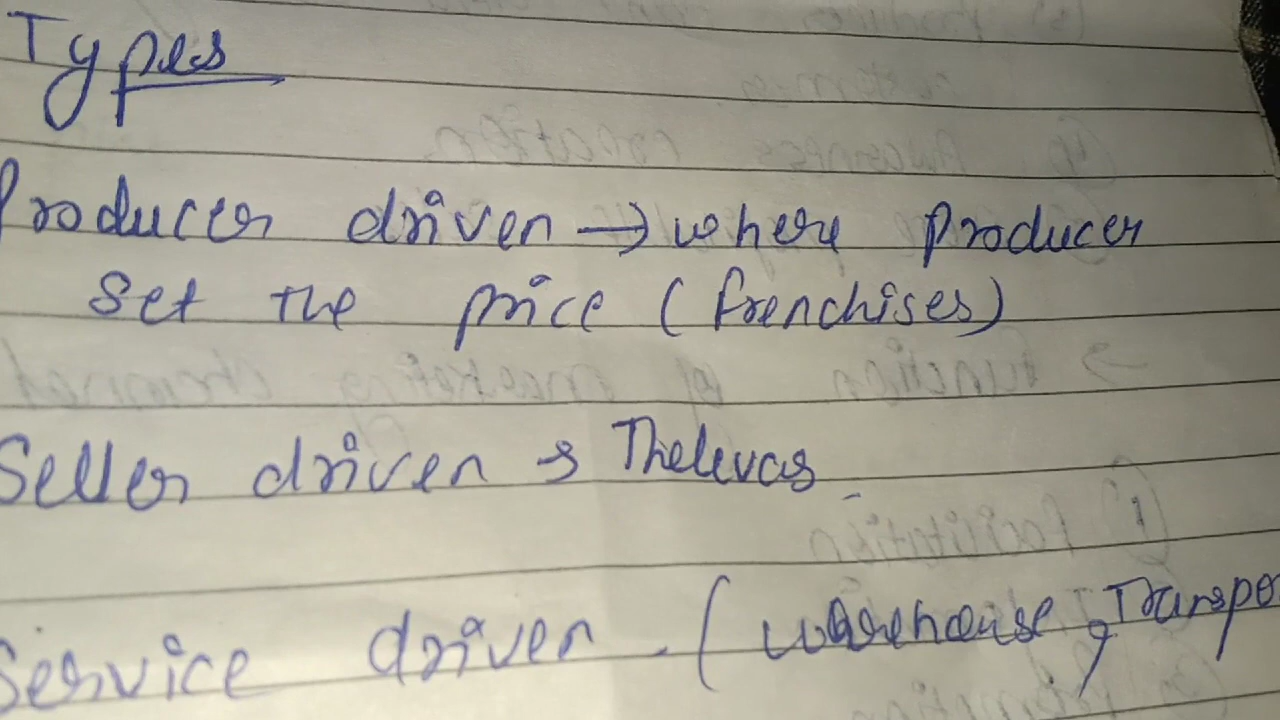 Types
Producer driven → where Producer
set the price (frenchises)
Seller driven → Thelevas
Service driven - (warehouse, Transpo